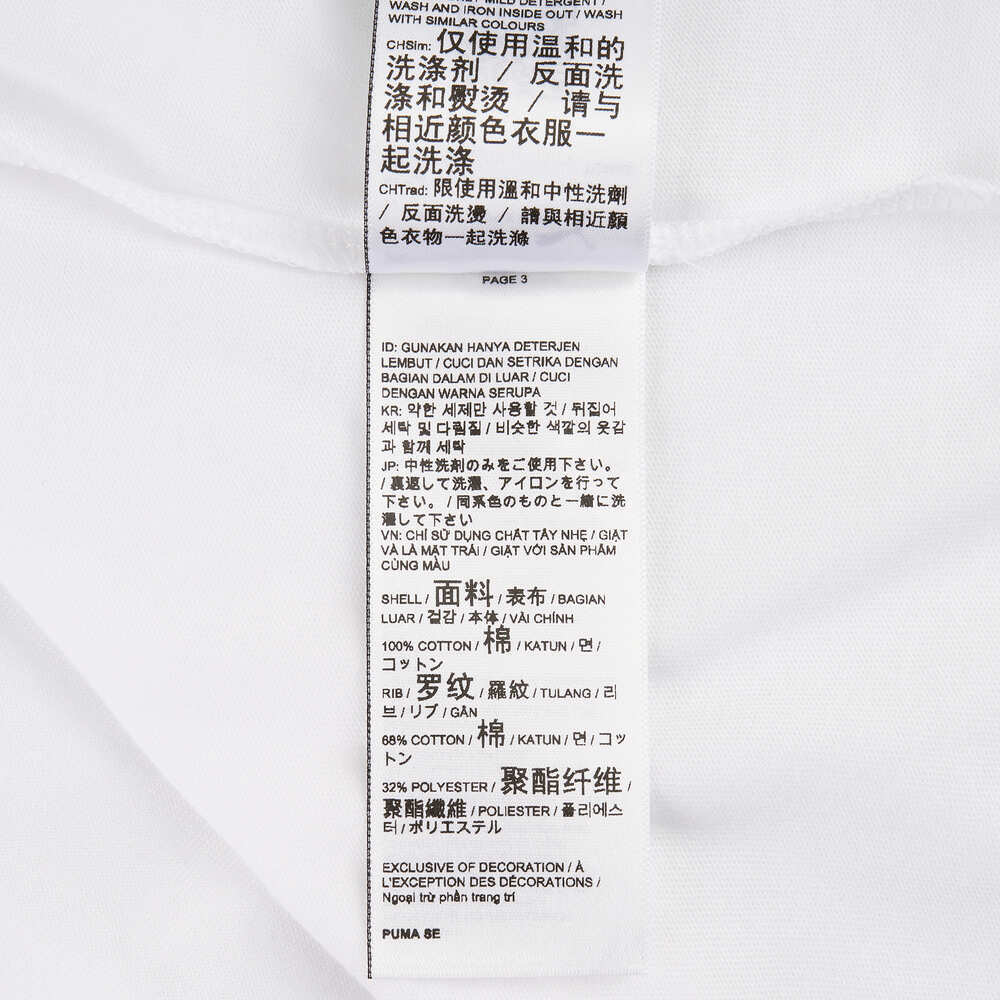 MILD DETERGENT /
WASH AND IRON INSIDE OUT / WASH
WITH SIMILAR COLOURS
CHSim: 仅使用温和的
洗涤剂 / 反面洗
涤和熨烫 / 请与
相近颜色衣服一
起洗涤
CHTrad: 限使用溫和中性洗劑
/ 反面洗燙 / 請與相近顏
色衣物一起洗滌
PAGE 3
ID: GUNAKAN HANYA DETERJEN
LEMBUT / CUCI DAN SETRIKA DENGAN
BAGIAN DALAM DI LUAR / CUCI
DENGAN WARNA SERUPA
KR: 약한 세제만 사용할 것 / 뒤집어
세탁 및 다림질 / 비슷한 색깔의 옷감
과 함께 세탁
JP: 中性洗剤のみをご使用下さい。
/ 裏返して洗濯、アイロンを行って
下さい。 / 同系色のものと一緒に洗
濯して下さい
VN: CHỈ SỬ DỤNG CHẤT TẨY NHẸ / GIẶT
VÀ LÀ MẶT TRÁI / GIẶT VỚI SẢN PHẨM
CÙNG MÀU
SHELL / 面料 / 表布 / BAGIAN
LUAR / 겉감 / 本体 / VẢI CHÍNH
100% COTTON / 棉 / KATUN / 면 /
コットン
RIB / 罗纹 / 羅紋 / TULANG / 리
브 / リブ / GÂN
68% COTTON / 棉 / KATUN / 면 / コッ
トン
32% POLYESTER / 聚酯纤维 /
聚酯纖維 / POLIESTER / 폴리에스
터 / ポリエステル
EXCLUSIVE OF DECORATION / À
L'EXCEPTION DES DÉCORATIONS /
Ngoại trừ phần trang trí
PUMA SE